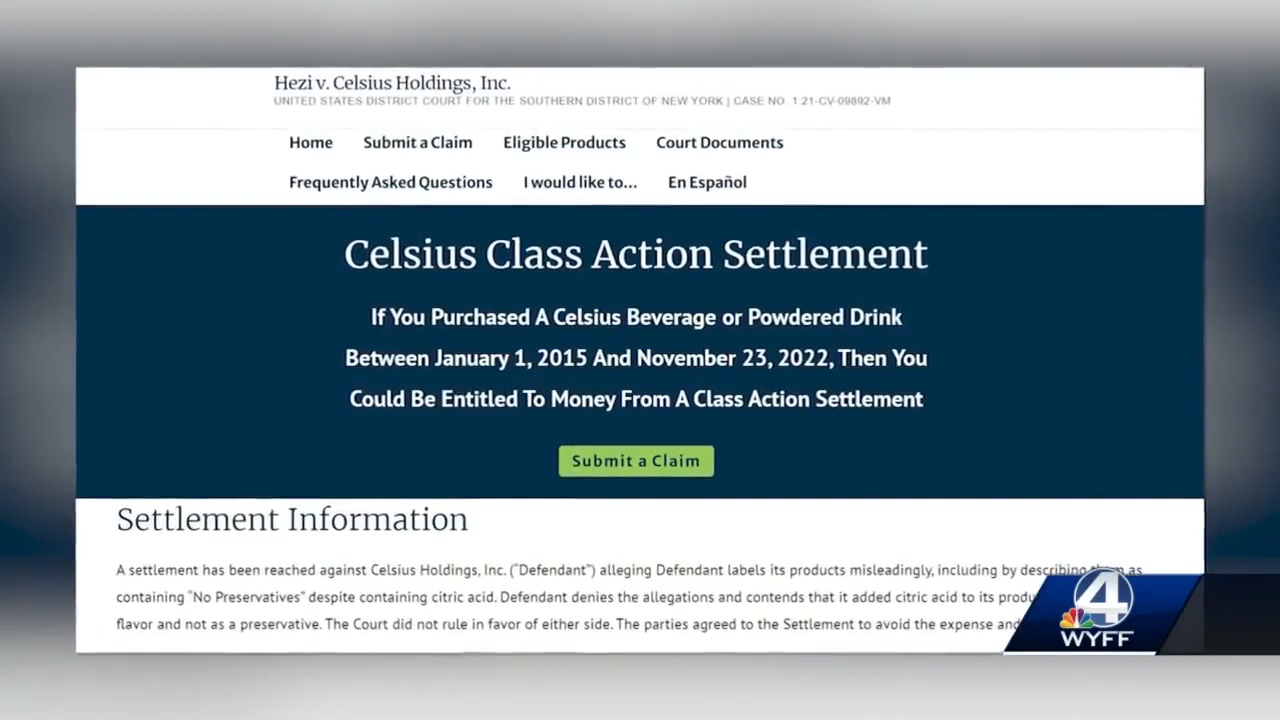 Hezi v. Celsius Holdings, Inc.
UNITED STATES DISTRICT COURT FOR THE SOUTHERN DISTRICT OF NEW YORK | CASE NO. 1:21-CV-09892-VM
Home Submit a Claim Eligible Products Court Documents
Frequently Asked Questions I would like to... En Español
Celsius Class Action Settlement
If You Purchased A Celsius Beverage or Powdered Drink
Between January 1, 2015 And November 23, 2022, Then You
Could Be Entitled To Money From A Class Action Settlement
Submit a Claim
Settlement Information
A settlement has been reached against Celsius Holdings, Inc. (“Defendant”) alleging Defendant labels its products misleadingly, including by describing them as
containing “No Preservatives” despite containing citric acid. Defendant denies the allegations and contends that it added citric acid to its
flavor and not as a preservative. The Court did not rule in favor of either side. The parties agreed to the Settlement to avoid the expense
4
WYFF